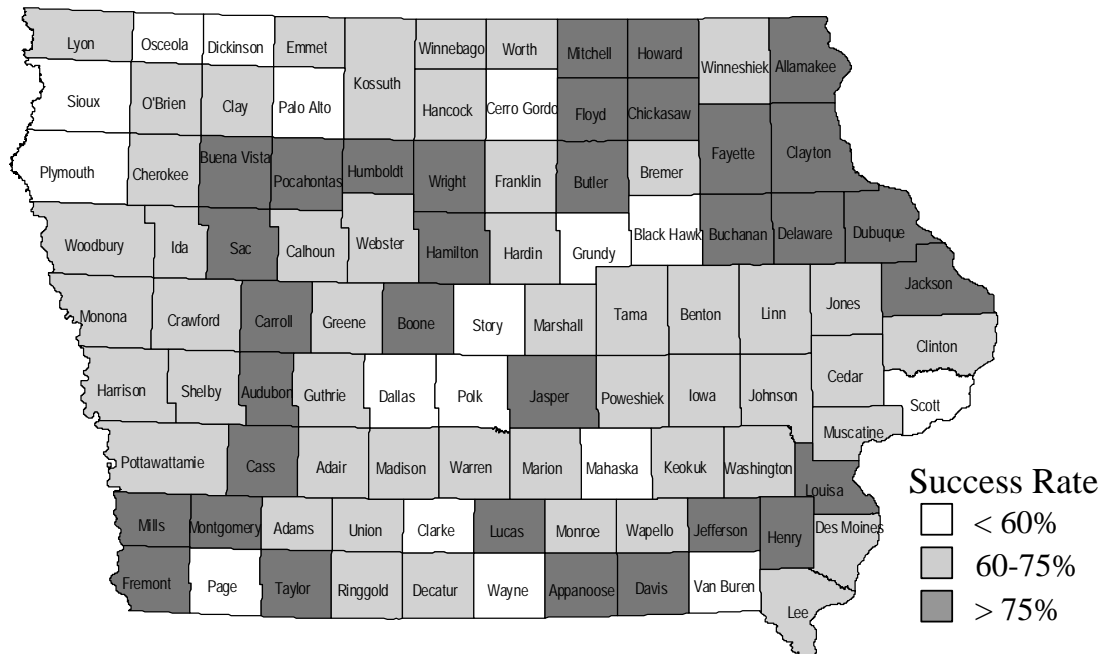 Lyon
Osceola
Dickinson
Emmet
Winnebago
Worth
Mitchell
Howard
Winneshiek
Allamakee
Kossuth
Sioux
O'Brien
Clay
Palo Alto
Hancock
Cerro Gordo
Floyd
Chickasaw
Plymouth
Cherokee
Buena Vista
Pocahontas
Humboldt
Wright
Franklin
Butler
Bremer
Fayette
Clayton
Woodbury
Ida
Sac
Calhoun
Webster
Hamilton
Hardin
Grundy
Black Hawk
Buchanan
Delaware
Dubuque
Jackson
Monona
Crawford
Carroll
Greene
Boone
Story
Marshall
Tama
Benton
Linn
Jones
Clinton
Harrison
Shelby
Audubon
Guthrie
Dallas
Polk
Jasper
Poweshiek
Iowa
Johnson
Cedar
Scott
Muscatine
Pottawattamie
Cass
Adair
Madison
Warren
Marion
Mahaska
Keokuk
Washington
Louisa
Mills
Montgomery
Adams
Union
Clarke
Lucas
Monroe
Wapello
Jefferson
Henry
Des Moines
Fremont
Page
Taylor
Ringgold
Decatur
Wayne
Appanoose
Davis
Van Buren
Lee
Success Rate
< 60%
60-75%
> 75%